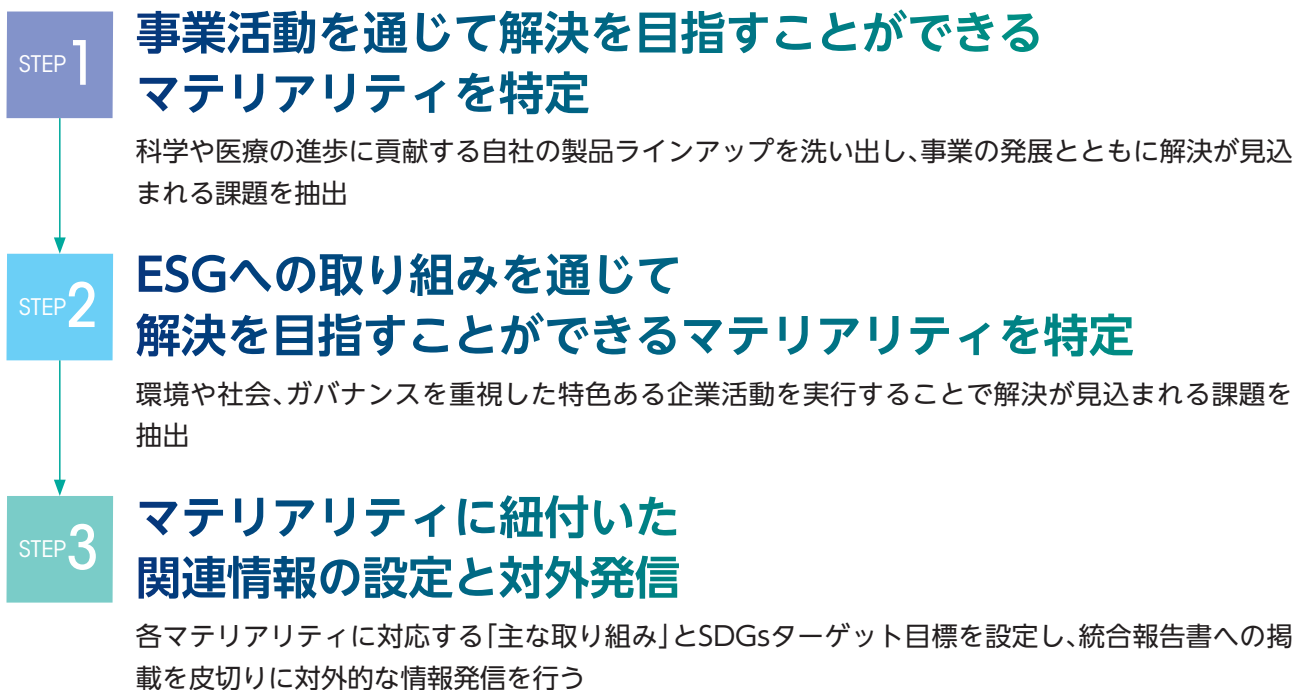 STEP 1
事業活動を通じて解決を目指すことができる
マテリアリティを特定
科学や医療の進歩に貢献する自社の製品ラインアップを洗い出し、事業の発展とともに解決が見込
まれる課題を抽出
STEP 2
ESGへの取り組みを通じて
解決を目指すことができるマテリアリティを特定
環境や社会、ガバナンスを重視した特色ある企業活動を実行することで解決が見込まれる課題を
抽出
STEP 3
マテリアリティに紐付いた
関連情報の設定と対外発信
各マテリアリティに対応する「主な取り組み」とSDGsターゲット目標を設定し、統合報告書への掲
載を皮切りに対外的な情報発信を行う